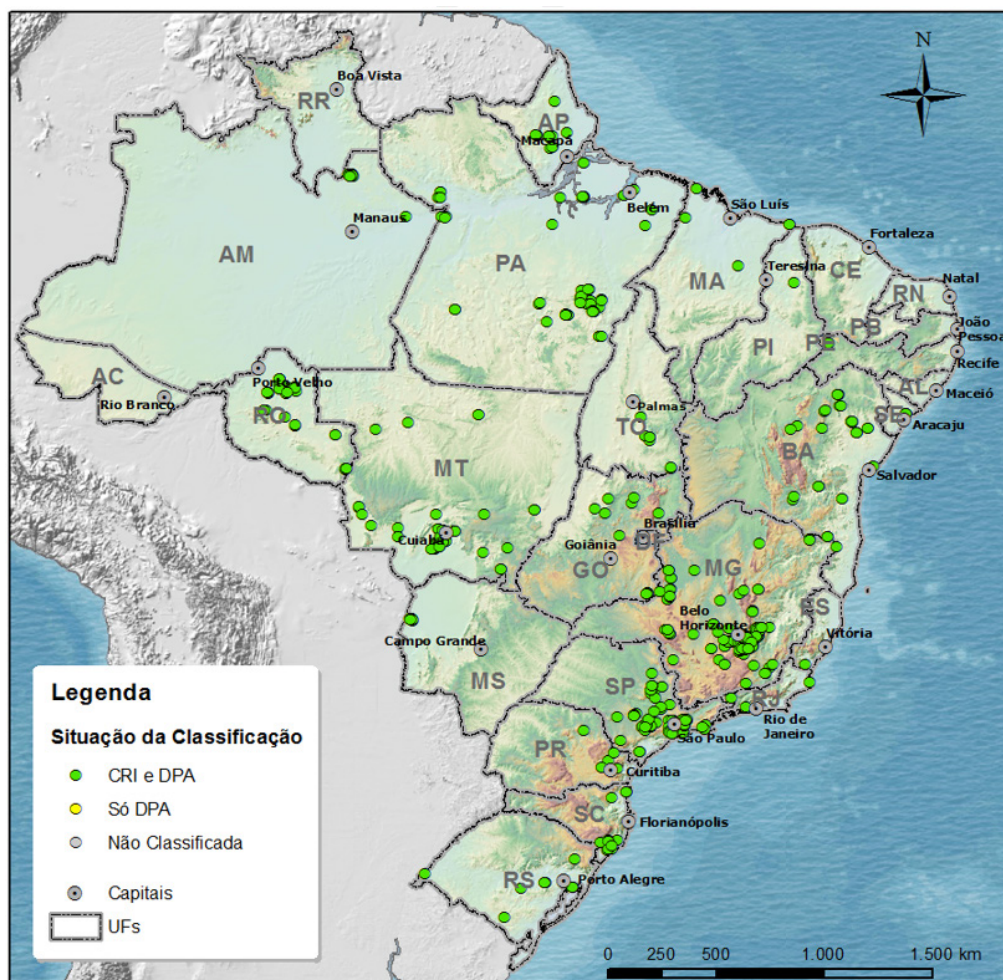 N
Boa Vista
RR
AP
Macapá
Belém
São Luís
Manaus
Fortaleza
AM
PA
MA
Teresina
CE
Natal
RN
João
Pessoa
PB
PI
PE
Recife
AC
Porto Velho
Rio Branco
AL
Maceió
Palmas
SE
Aracaju
RO
TO
BA
MT
Salvador
Cuiabá
Brasília
DF
Goiânia
GO
MG
Belo
Horizonte
ES
Vitória
Campo Grande
MS
SP
RJ
Rio de
Janeiro
São Paulo
PR
Curitiba
SC
Florianópolis
RS
Porto Alegre
Legenda
Situação da Classificação
CRI e DPA
Só DPA
Não Classificada
Capitais
UFs
0 250 500 1.000 1.500 km